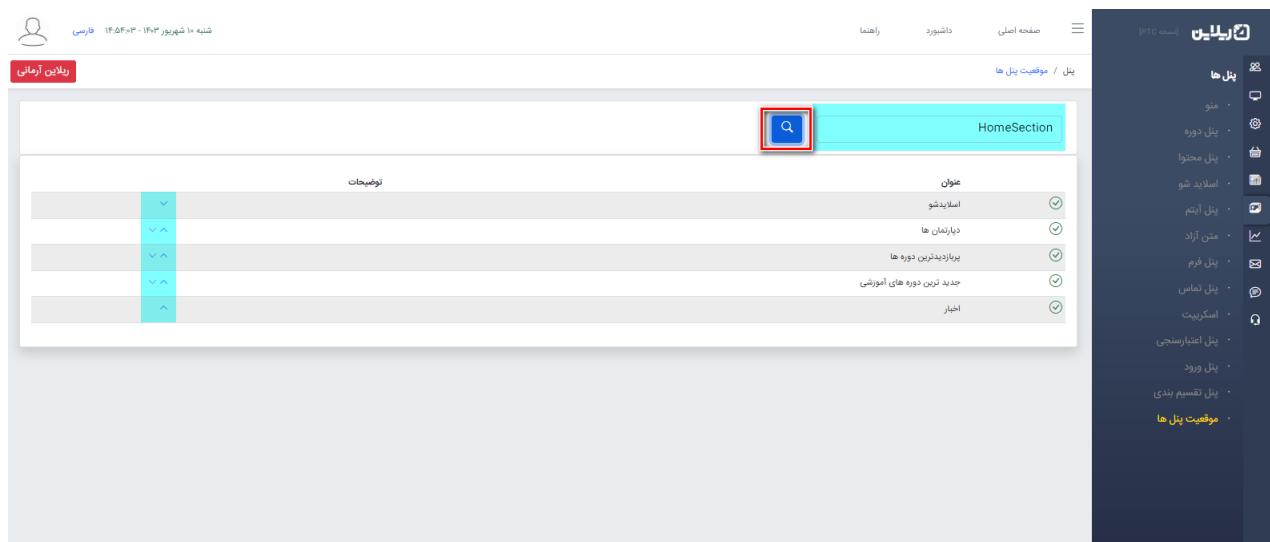 ریلاین [نسخه PTC]
صفحه اصلی داشبورد راهنما
شنبه ۱۰ شهریور ۱۴۰۳ - ۱۴:۵۴:۰۳ فارسی
پنل / موقعیت پنل ها
ریلاین آرمانی
پنل ها
منو
پنل دوره
پنل محتوا
اسلاید شو
پنل آیتم
متن آزاد
پنل فرم
پنل تماس
اسکریپت
پنل اعتبارسنجی
پنل ورود
پنل تقسیم بندی
موقعیت پنل ها
HomeSection
عنوان توضیحات
اسلایدشو
دپارتمان ها
پربازدیدترین دوره ها
جدید ترین دوره های آموزشی
اخبار